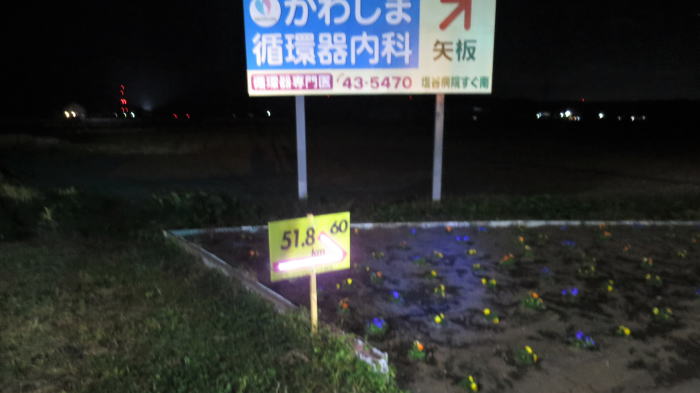 かわしま
循環器内科
矢板
循環器専門医 43-5470 塩谷病院すぐ南
51.8 60
km